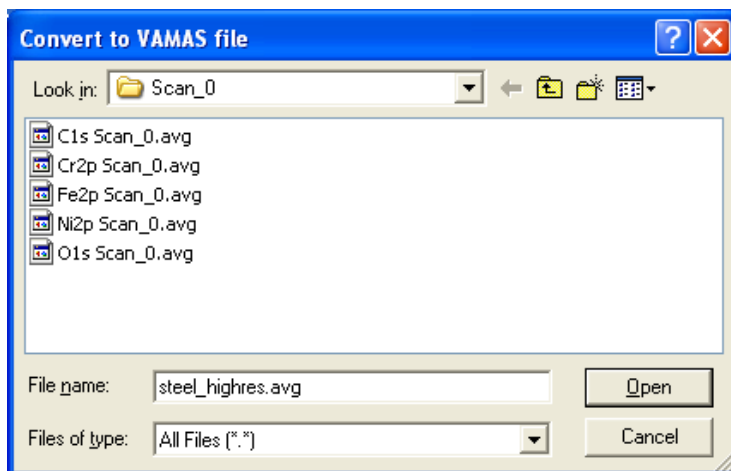 Convert to VAMAS file
Look in: Scan_0
C1s Scan_0.avg
Cr2p Scan_0.avg
Fe2p Scan_0.avg
Ni2p Scan_0.avg
O1s Scan_0.avg
File name: steel_highres.avg Open
Files of type: All Files (*.*) Cancel